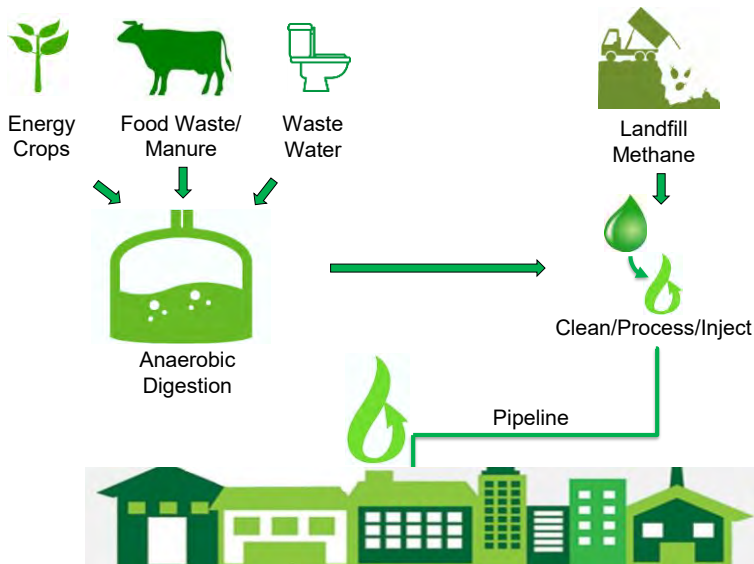 Energy
Crops
Food Waste/
Manure
Waste
Water
Landfill
Methane
Anaerobic
Digestion
Clean/Process/Inject
Pipeline